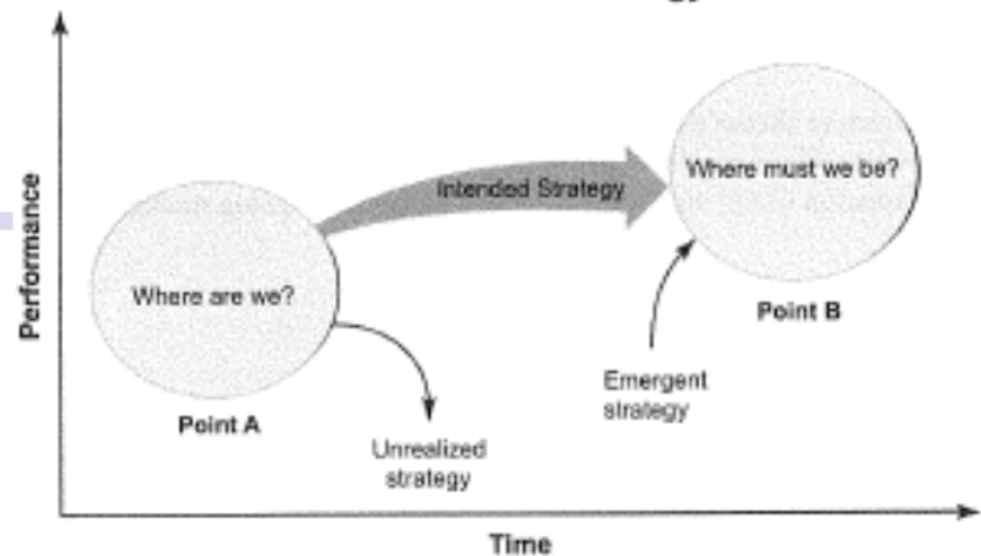 Performance
Where are we?
Point A
Intended Strategy
Unrealized
strategy
Emergent
strategy
Where must we be?
Point B
Time